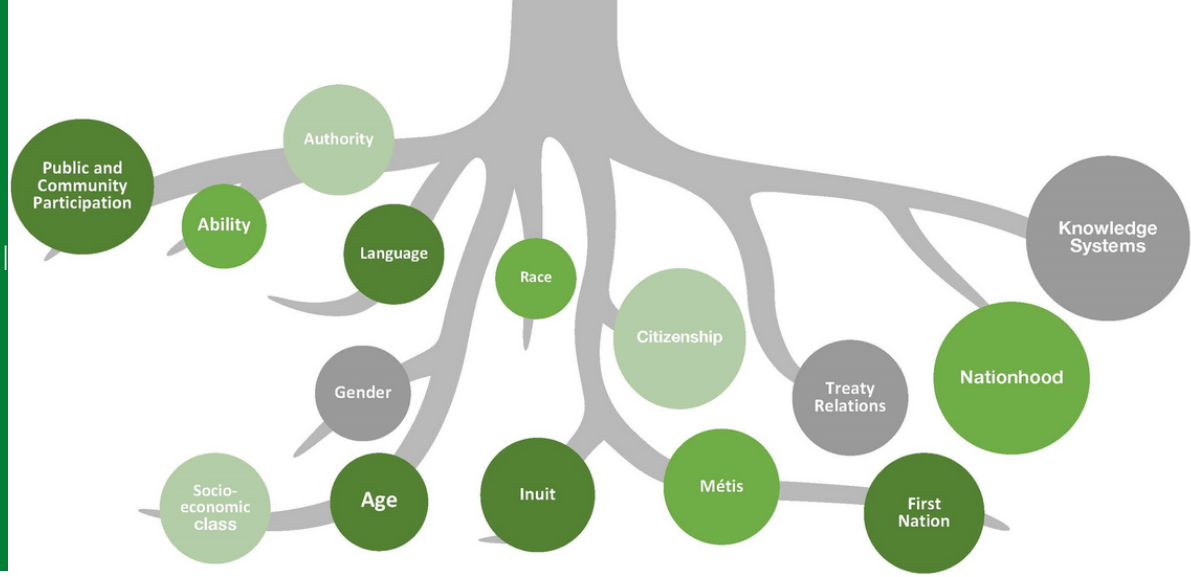 Authority
Public and
Community
Participation
Ability
Language
Race
Knowledge
Systems
Citizenship
Gender
Treaty
Relations
Nationhood
Socio-
economic
class
Age
Inuit
Métis
First
Nation